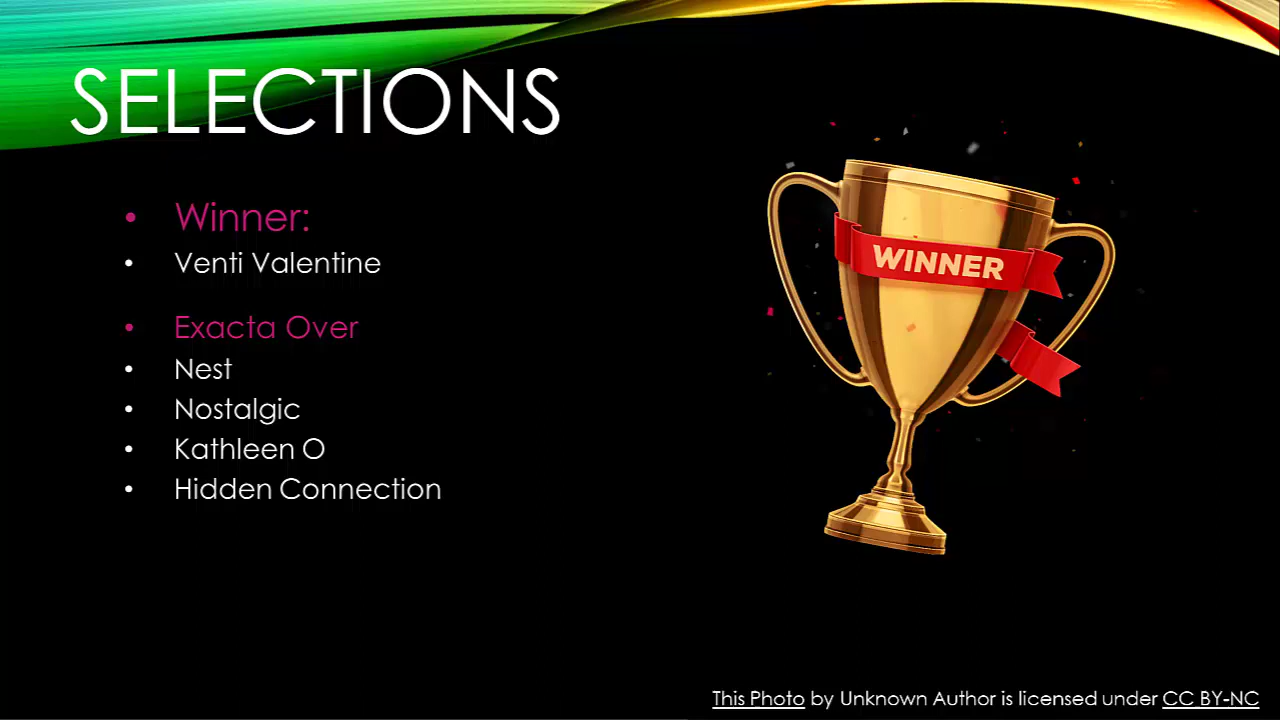 SELECTIONS
• Winner:
• Venti Valentine
• Exacta Over
• Nest
• Nostalgic
• Kathleen O
• Hidden Connection
WINNER
This Photo by Unknown Author is licensed under CC BY-NC